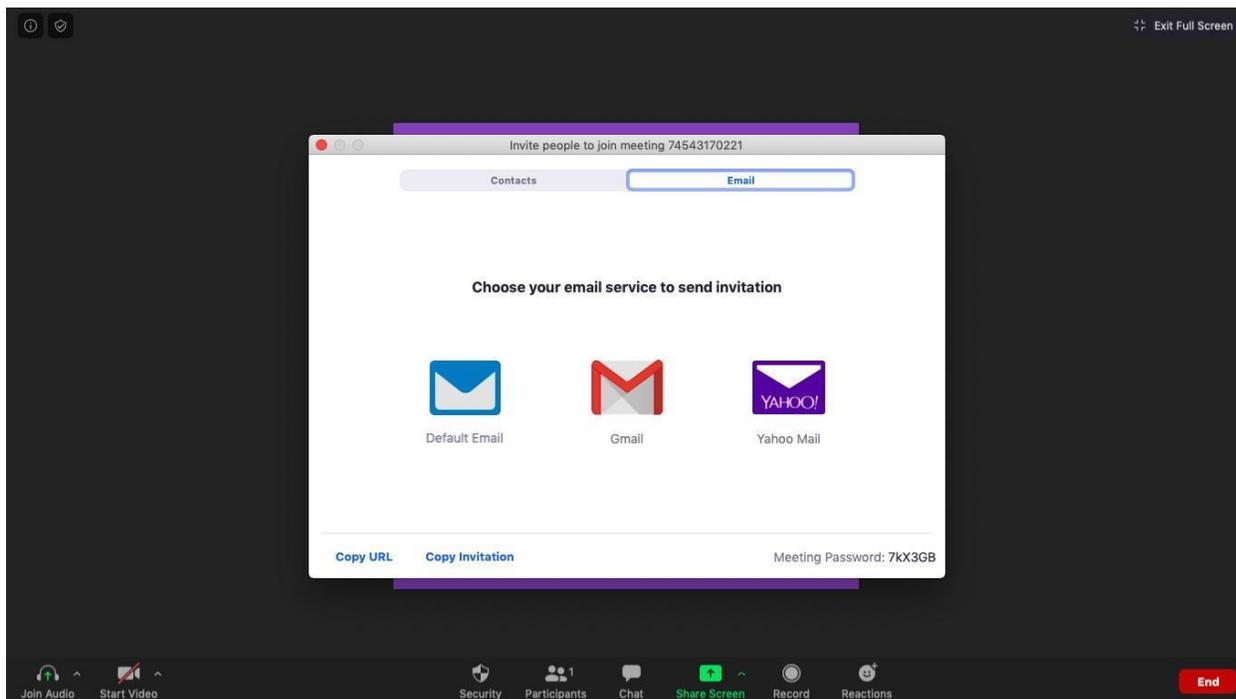 Exit Full Screen
Invite people to join meeting 74543170221
Contacts Email
Choose your email service to send invitation
YAHOO!
Default Email Gmail Yahoo Mail
Copy URL Copy Invitation Meeting Password: 7kX3GB
1
Join Audio Start Video Security Participants Chat Share Screen Record Reactions End